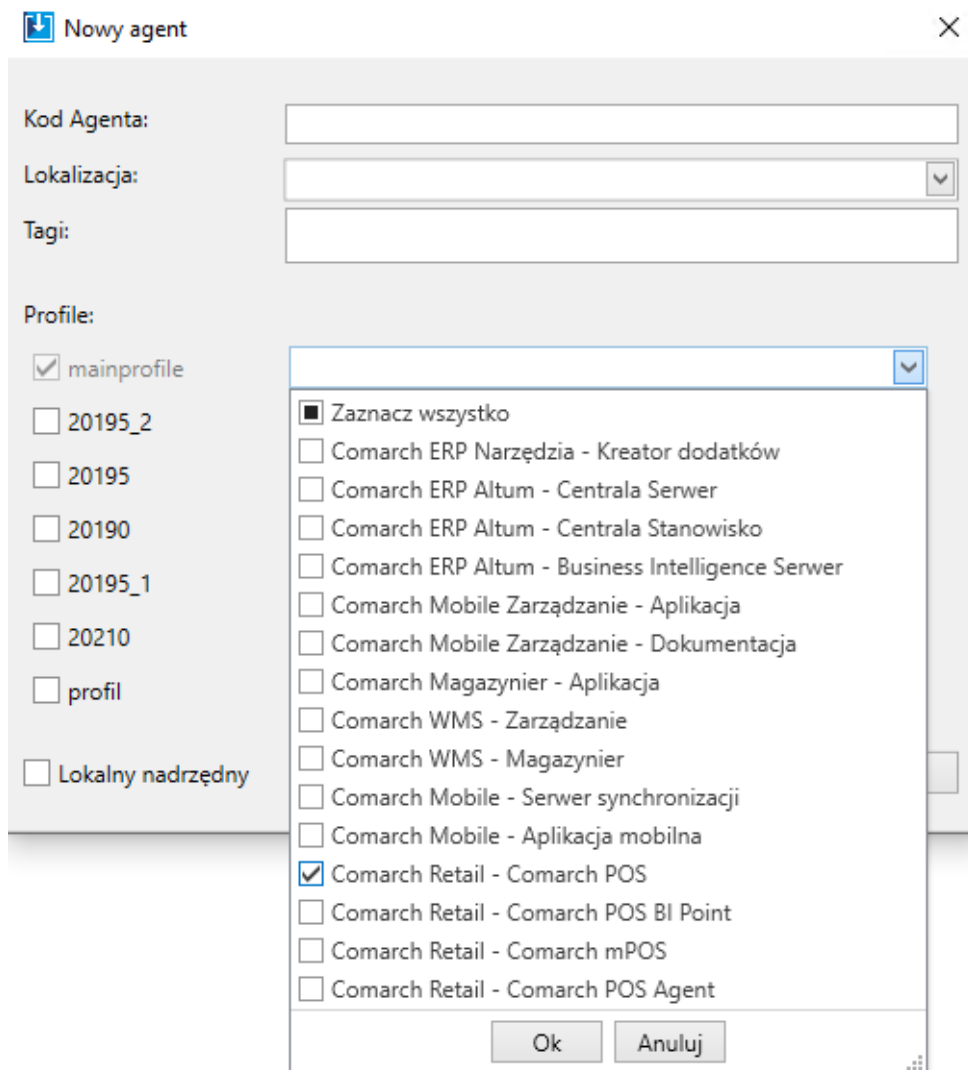 Nowy agent
Kod Agenta:
Lokalizacja:
Tagi:
Profile:
mainprofile
20195_2
20195
20190
20195_1
20210
profil
Lokalny nadrzędny
Zaznacz wszystko
Comarch ERP Narzędzia - Kreator dodatków
Comarch ERP Altum - Centrala Serwer
Comarch ERP Altum - Centrala Stanowisko
Comarch ERP Altum - Business Intelligence Serwer
Comarch Mobile Zarządzanie - Aplikacja
Comarch Mobile Zarządzanie - Dokumentacja
Comarch Magazynier - Aplikacja
Comarch WMS - Zarządzanie
Comarch WMS - Magazynier
Comarch Mobile - Serwer synchronizacji
Comarch Mobile - Aplikacja mobilna
Comarch Retail - Comarch POS
Comarch Retail - Comarch POS BI Point
Comarch Retail - Comarch mPOS
Comarch Retail - Comarch POS Agent
Ok Anuluj